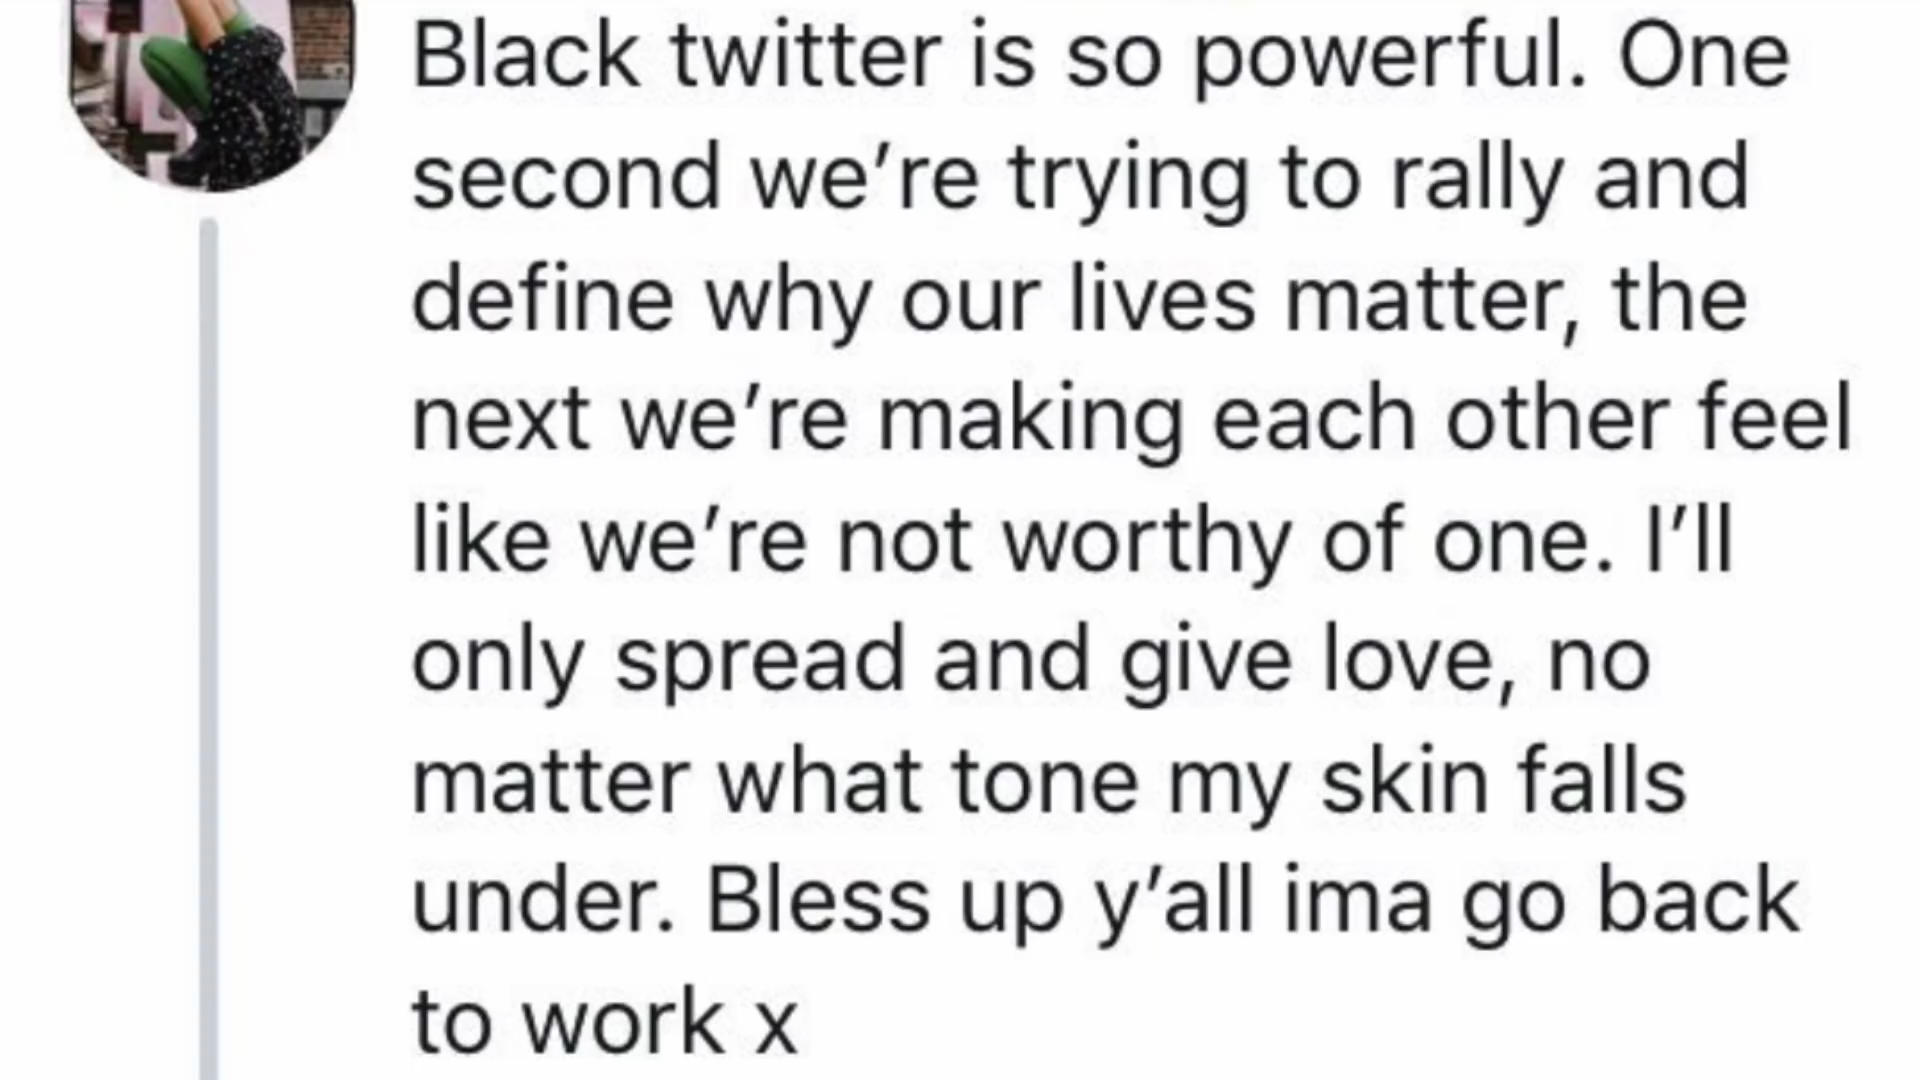 Black twitter is so powerful. One
second we’re trying to rally and
define why our lives matter, the
next we’re making each other feel
like we’re not worthy of one. I’ll
only spread and give love, no
matter what tone my skin falls
under. Bless up y’all ima go back
to work x